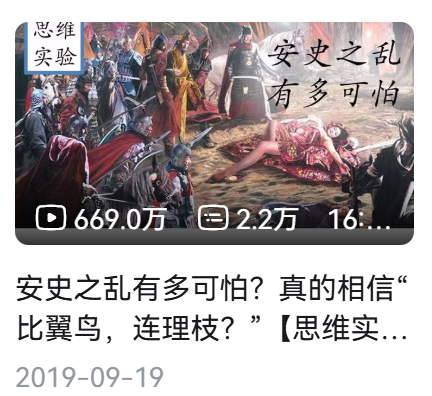 思维
实验
安史之乱
有多可怕
669.0万
2.2万
16:...
安史之乱有多可怕？真的相信“
比翼鸟，连理枝？”【思维实...
2019-09-19